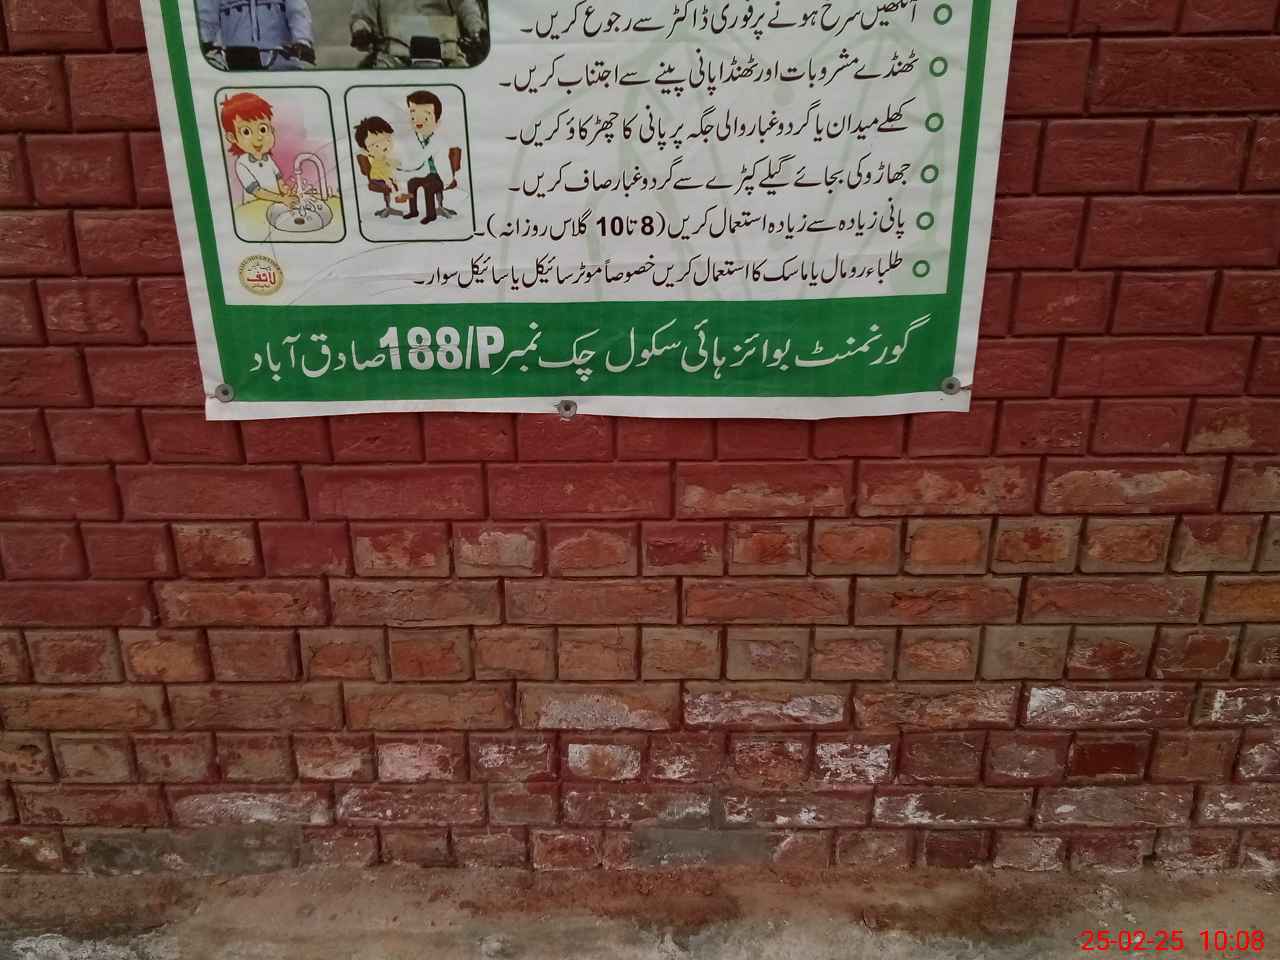 آنکھیں سرخ ہونے پر فوری ڈاکٹر سے رجوع کریں۔
ٹھنڈے مشروبات اور ٹھنڈا پانی پینے سے اجتناب کریں۔
کھلے میدان یا گرد و غبار والی جگہ پر پانی کا چھڑکاؤ کریں۔
جھاڑو کی بجائے گیلے کپڑے سے گرد و غبار صاف کریں۔
پانی زیادہ سے زیادہ استعمال کریں (8 تا 10 گلاس روزانہ)۔
طلباء رومال یا ماسک کا استعمال کریں خصوصاً موٹر سائیکل یا سائیکل سوار۔
لائف
گورنمنٹ بوائز ہائی سکول چک نمبر 188/P صادق آباد
25-02-25 10:08